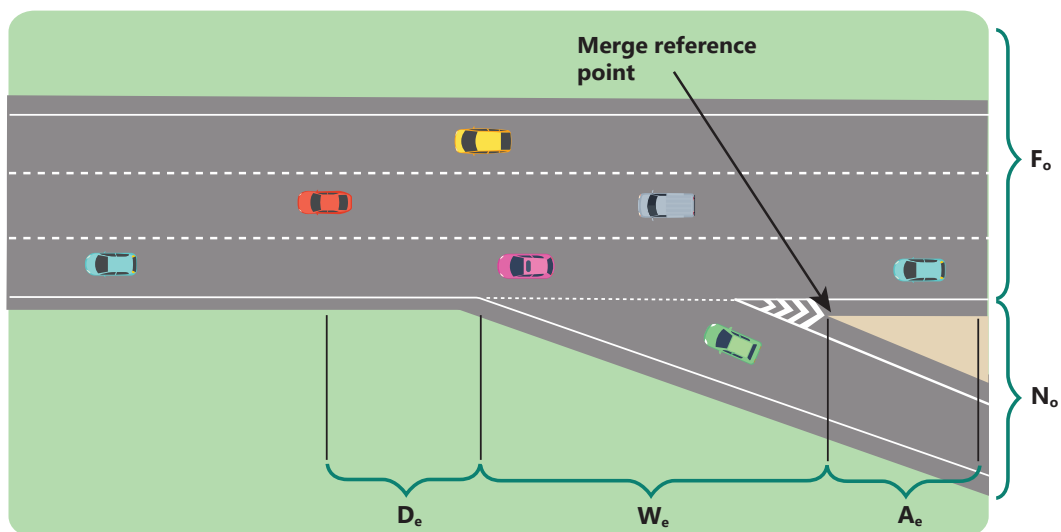 Merge reference
point
Fₒ
Nₒ
Dₑ
Wₑ
Aₑ